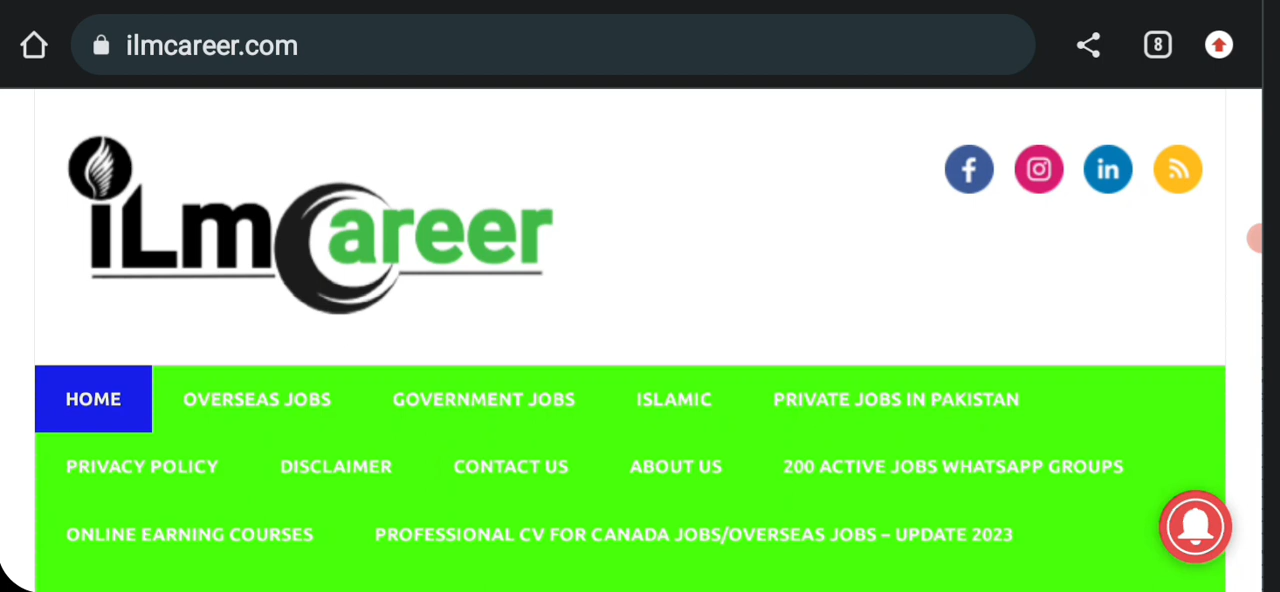 ilmcareer.com
8
iLmCareer
f in
HOME OVERSEAS JOBS GOVERNMENT JOBS ISLAMIC PRIVATE JOBS IN PAKISTAN
PRIVACY POLICY DISCLAIMER CONTACT US ABOUT US 200 ACTIVE JOBS WHATSAPP GROUPS
ONLINE EARNING COURSES PROFESSIONAL CV FOR CANADA JOBS/OVERSEAS JOBS – UPDATE 2023